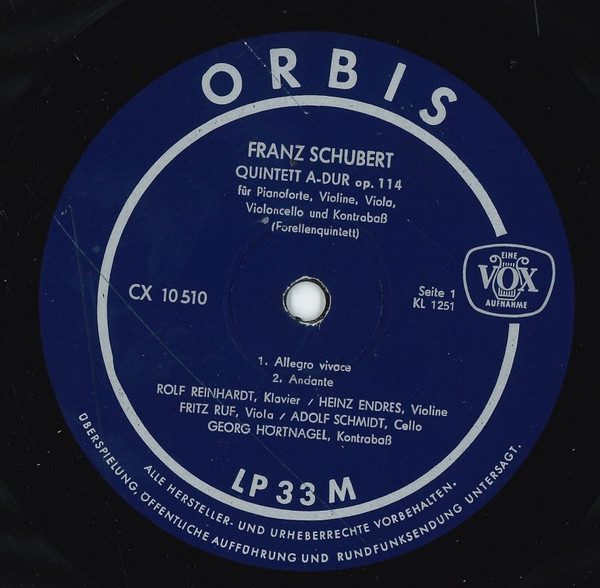 ORBIS
FRANZ SCHUBERT
QUINTETT A-DUR op. 114
für Pianoforte, Violine, Viola,
Violoncello und Kontrabaß
(Forellenquintett)
CX 10 510
Seite 1
KL 1251
EINE
VOX
AUFNAHME
1. Allegro vivace
2. Andante
ROLF REINHARDT, Klavier / HEINZ ENDRES, Violine
FRITZ RUF, Viola / ADOLF SCHMIDT, Cello
GEORG HÖRTNAGEL, Kontrabaß
LP 33 M
ALLE HERSTELLER- UND URHEBERRECHTE VORBEHALTEN.
ÜBERSPIELUNG, ÖFFENTLICHE AUFFÜHRUNG UND RUNDFUNKSENDUNG UNTERSAGT.